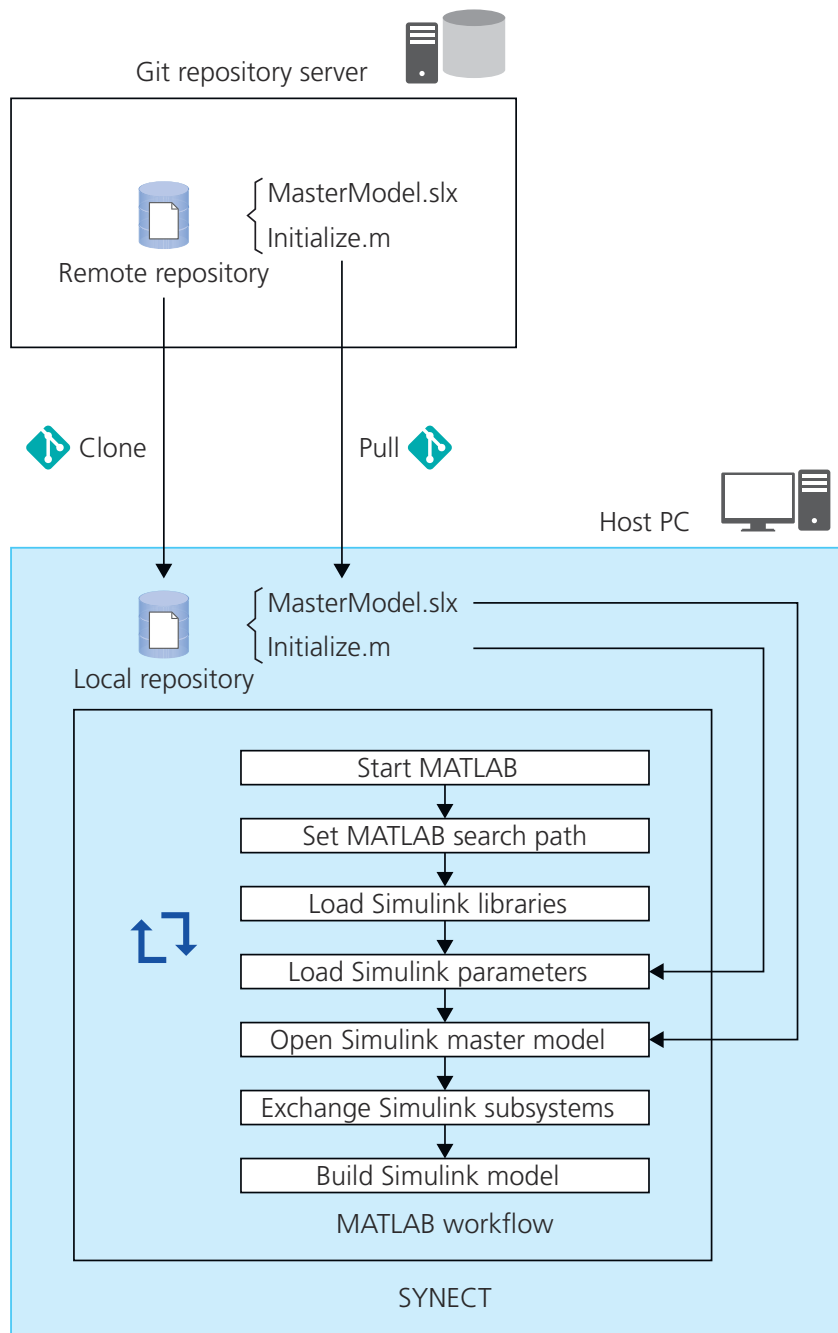 Git repository server
MasterModel.slx
Initialize.m
Remote repository
Clone
Pull
Host PC
MasterModel.slx
Initialize.m
Local repository
Start MATLAB
Set MATLAB search path
Load Simulink libraries
Load Simulink parameters
Open Simulink master model
Exchange Simulink subsystems
Build Simulink model
MATLAB workflow
SYNECT